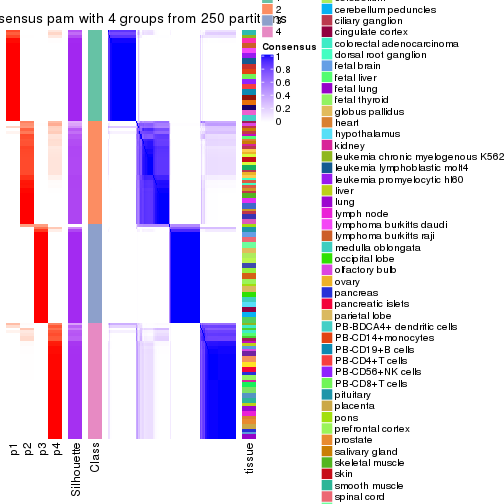 sensus pam with 4 groups from 250 partitions
2
3
4
Consensus
1
0.8
0.6
0.4
0.2
0
cerebellum peduncles
ciliary ganglion
cingulate cortex
colorectal adenocarcinoma
dorsal root ganglion
fetal brain
fetal liver
fetal lung
fetal thyroid
globus pallidus
heart
hypothalamus
kidney
leukemia chronic myelogenous K562
leukemia lymphoblastic molt4
leukemia promyelocytic hl60
liver
lung
lymph node
lymphoma burkitts daudi
lymphoma burkitts raji
medulla oblongata
occipital lobe
olfactory bulb
ovary
pancreas
pancreatic islets
parietal lobe
PB-BDCA4+ dendritic cells
PB-CD14+monocytes
PB-CD19+B cells
PB-CD4+T cells
PB-CD56+NK cells
PB-CD8+T cells
pituitary
placenta
pons
prefrontal cortex
prostate
salivary gland
skeletal muscle
skin
smooth muscle
spinal cord
p1
p2
p3
p4
Silhouette
Class
tissue